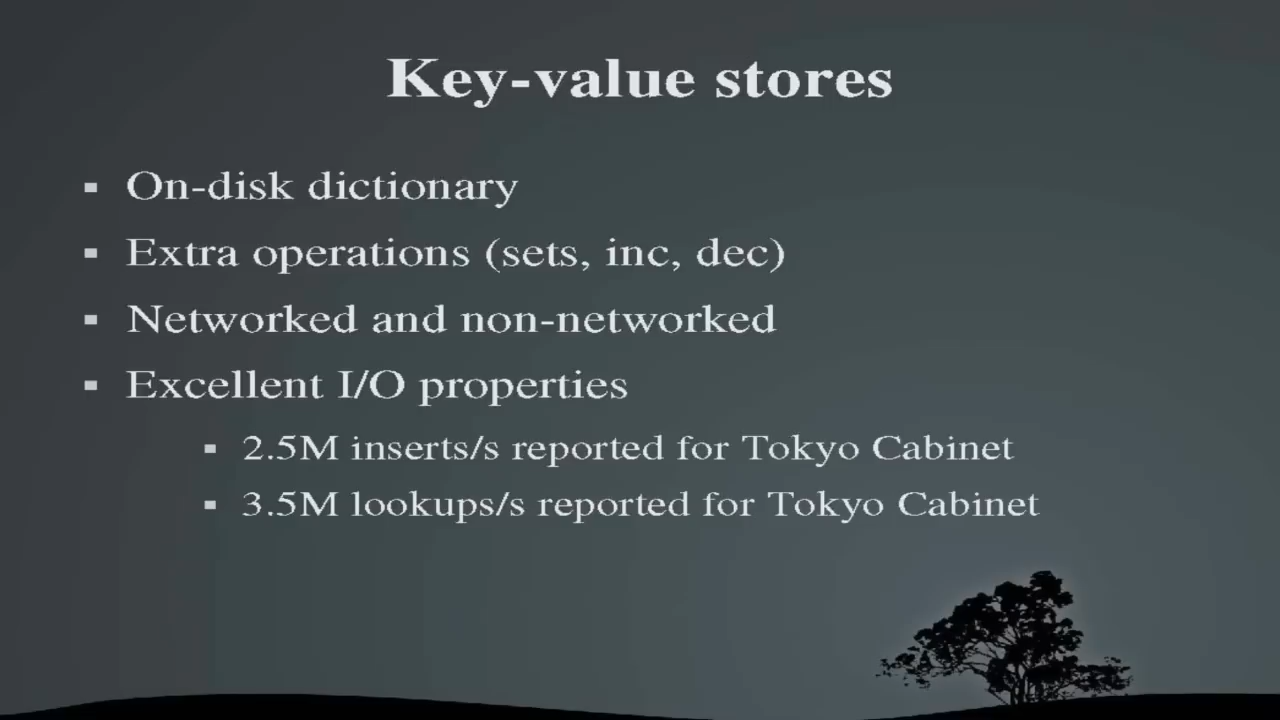 Key-value stores
On-disk dictionary
Extra operations (sets, inc, dec)
Networked and non-networked
Excellent I/O properties
2.5M inserts/s reported for Tokyo Cabinet
3.5M lookups/s reported for Tokyo Cabinet